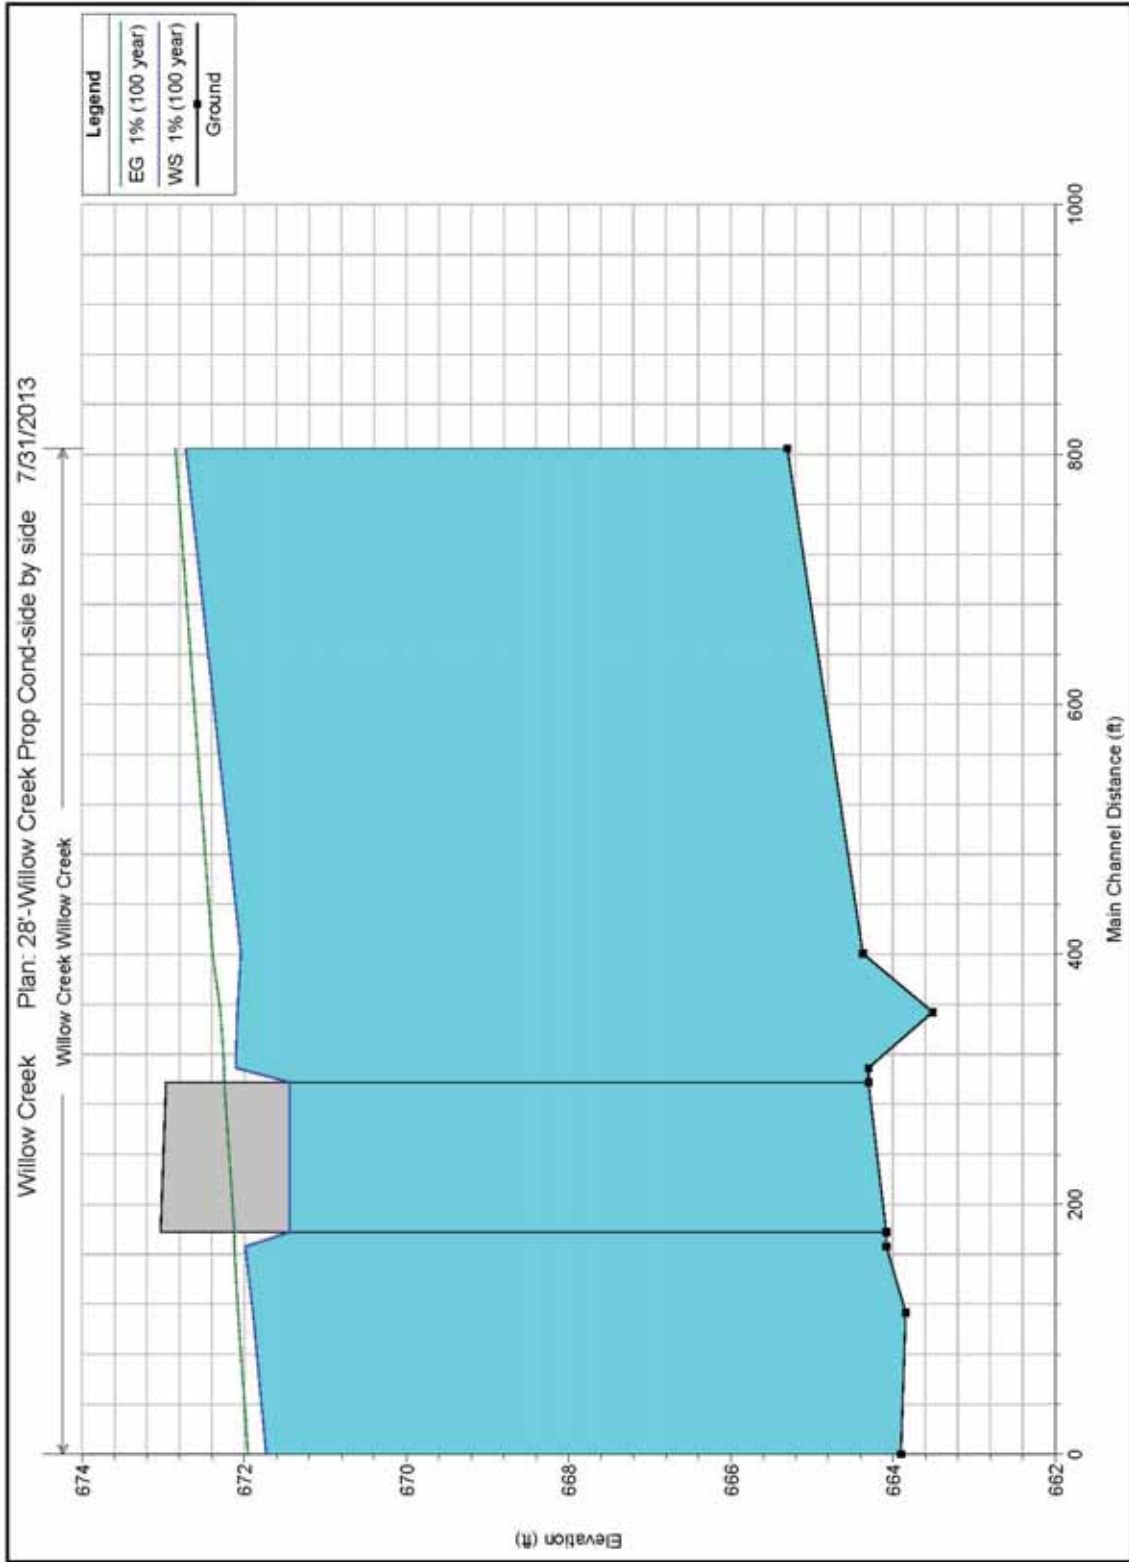 Willow Creek Plan: 28'-Willow Creek Prop Cond-side by side 7/31/2013
Willow Creek Willow Creek
Legend
EG 1% (100 year)
WS 1% (100 year)
Ground
Elevation (ft)
674
672
670
668
666
664
662
0
200
400
600
800
1000
Main Channel Distance (ft)